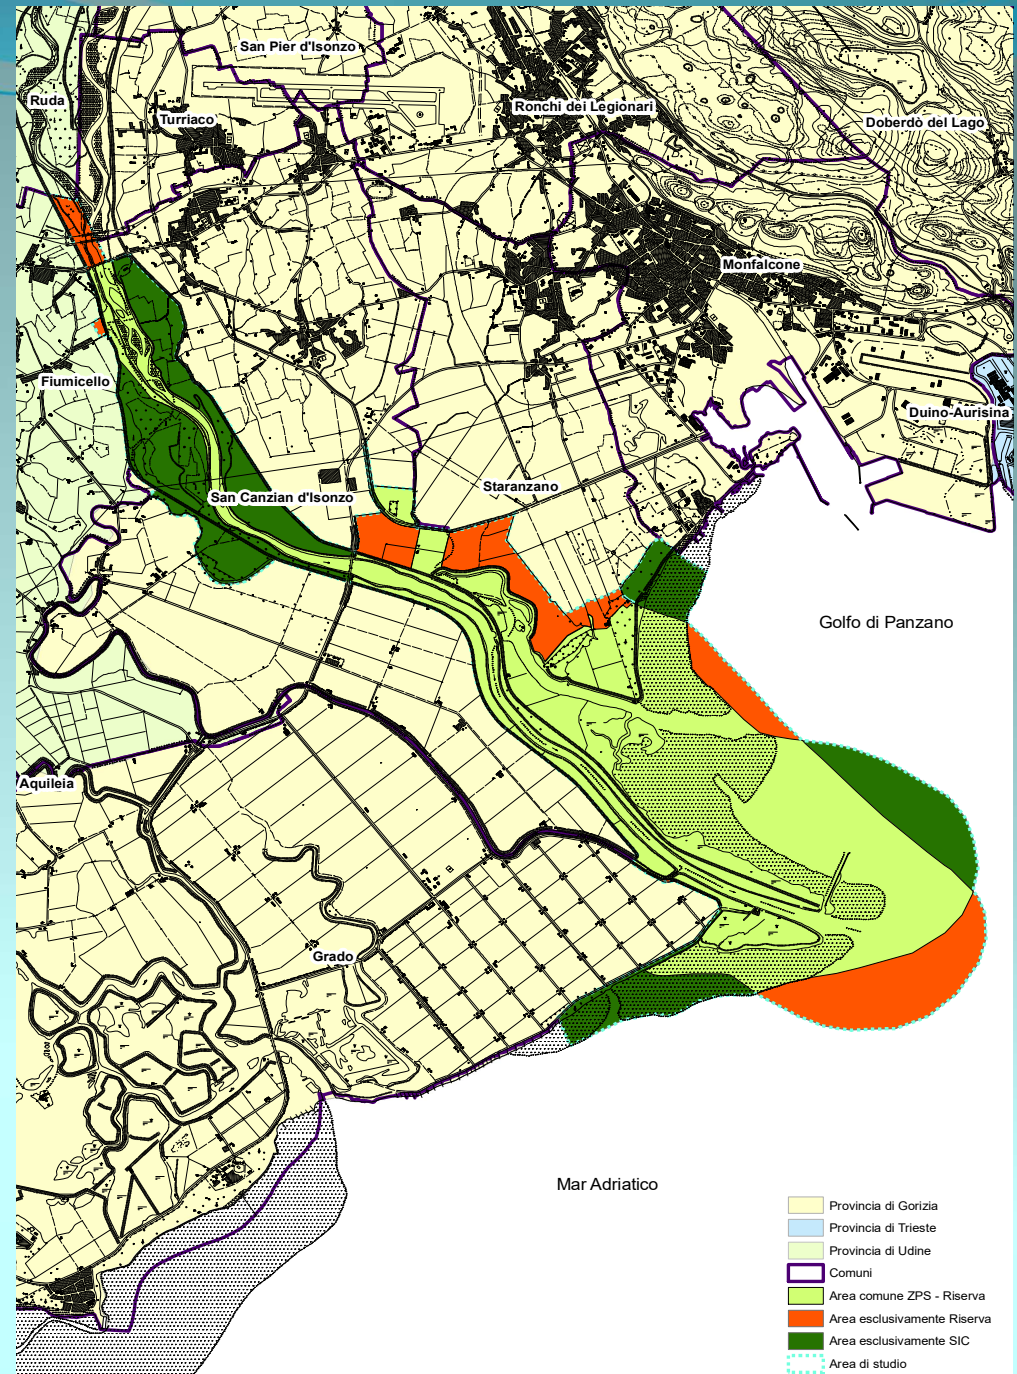 San Pier d'Isonzo
Ruda
Turriaco
Ronchi dei Legionari
Doberdò del Lago
Monfalcone
Fiumicello
Duino-Aurisina
San Canzian d'Isonzo
Staranzano
Golfo di Panzano
Aquileia
Grado
Mar Adriatico
Provincia di Gorizia
Provincia di Trieste
Provincia di Udine
Comuni
Area comune ZPS - Riserva
Area esclusivamente Riserva
Area esclusivamente SIC
Area di studio